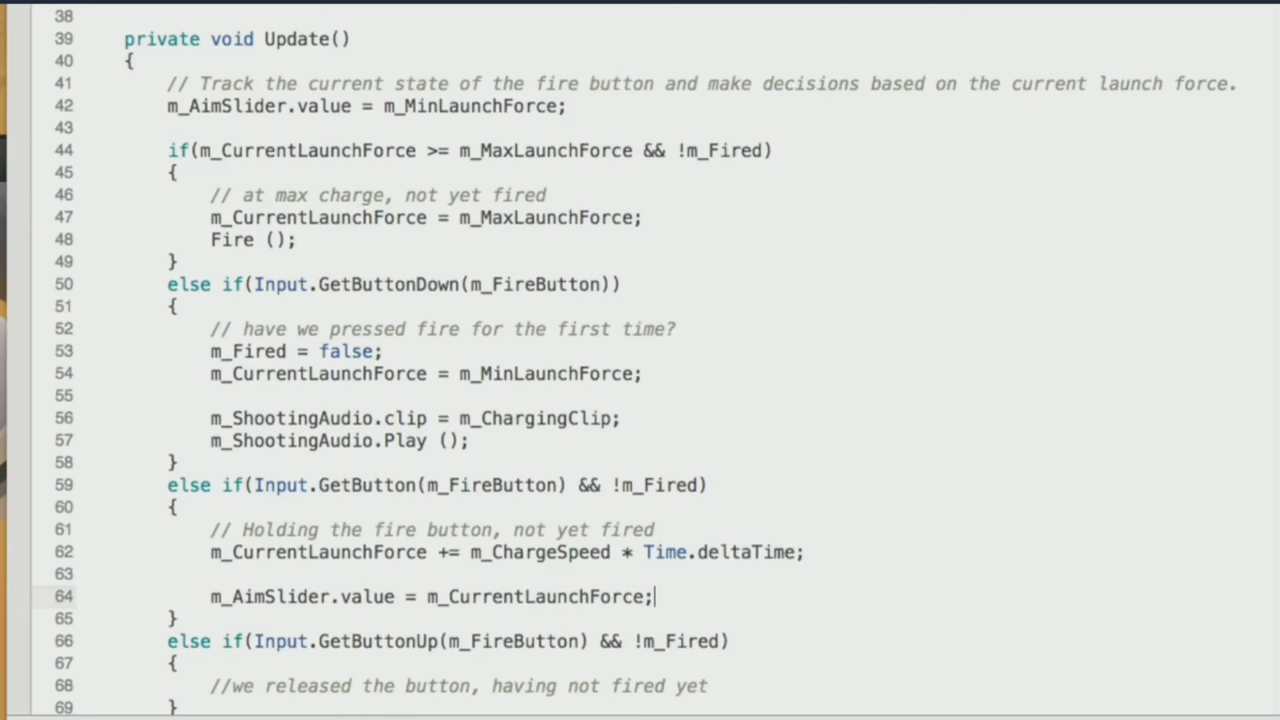 38
39 private void Update()
40 {
41 // Track the current state of the fire button and make decisions based on the current launch force.
42 m_AimSlider.value = m_MinLaunchForce;
43
44 if(m_CurrentLaunchForce >= m_MaxLaunchForce && !m_Fired)
45 {
46 // at max charge, not yet fired
47 m_CurrentLaunchForce = m_MaxLaunchForce;
48 Fire ();
49 }
50 else if(Input.GetButtonDown(m_FireButton))
51 {
52 // have we pressed fire for the first time?
53 m_Fired = false;
54 m_CurrentLaunchForce = m_MinLaunchForce;
55
56 m_ShootingAudio.clip = m_ChargingClip;
57 m_ShootingAudio.Play ();
58 }
59 else if(Input.GetButton(m_FireButton) && !m_Fired)
60 {
61 // Holding the fire button, not yet fired
62 m_CurrentLaunchForce += m_ChargeSpeed * Time.deltaTime;
63
64 m_AimSlider.value = m_CurrentLaunchForce;
65 }
66 else if(Input.GetButtonUp(m_FireButton) && !m_Fired)
67 {
68 //we released the button, having not fired yet
69 }